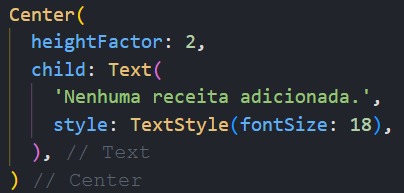 Center(
heightFactor: 2,
child: Text(
'Nenhuma receita adicionada.',
style: TextStyle(fontSize: 18),
), // Text
) // Center